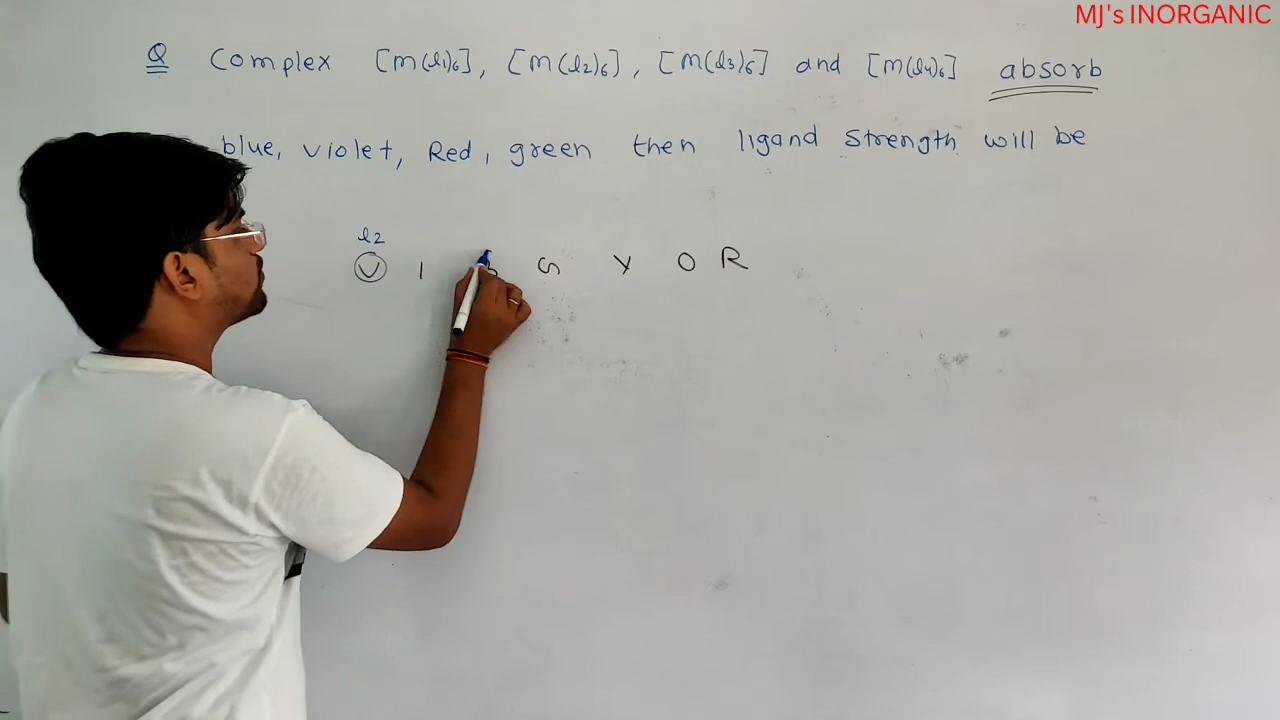 MJ's INORGANIC
Q Complex [M(l1)6], [M(l2)6], [M(l3)6] and [M(l4)6] absorb
blue, violet, Red, green then ligand strength will be
l2
V I G Y O R